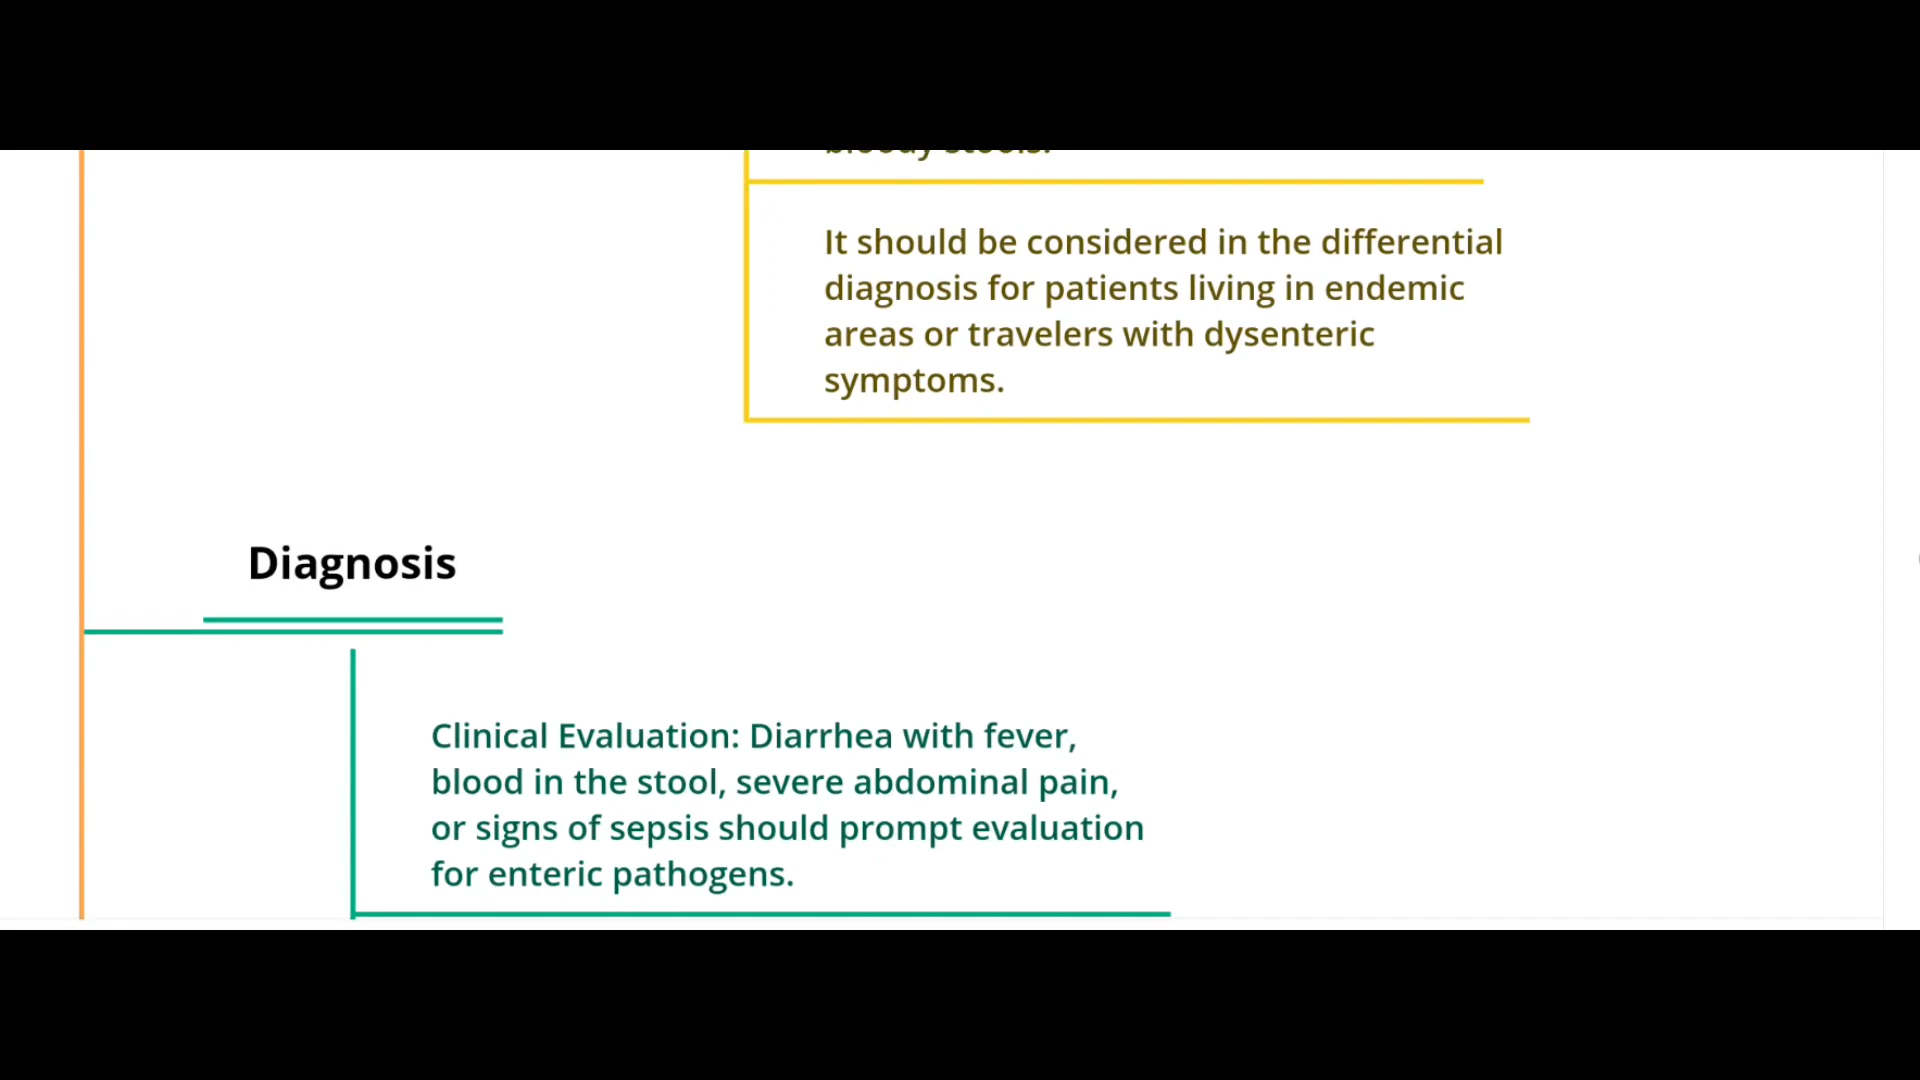 bloody stools.
It should be considered in the differential
diagnosis for patients living in endemic
areas or travelers with dysenteric
symptoms.
Diagnosis
Clinical Evaluation: Diarrhea with fever,
blood in the stool, severe abdominal pain,
or signs of sepsis should prompt evaluation
for enteric pathogens.